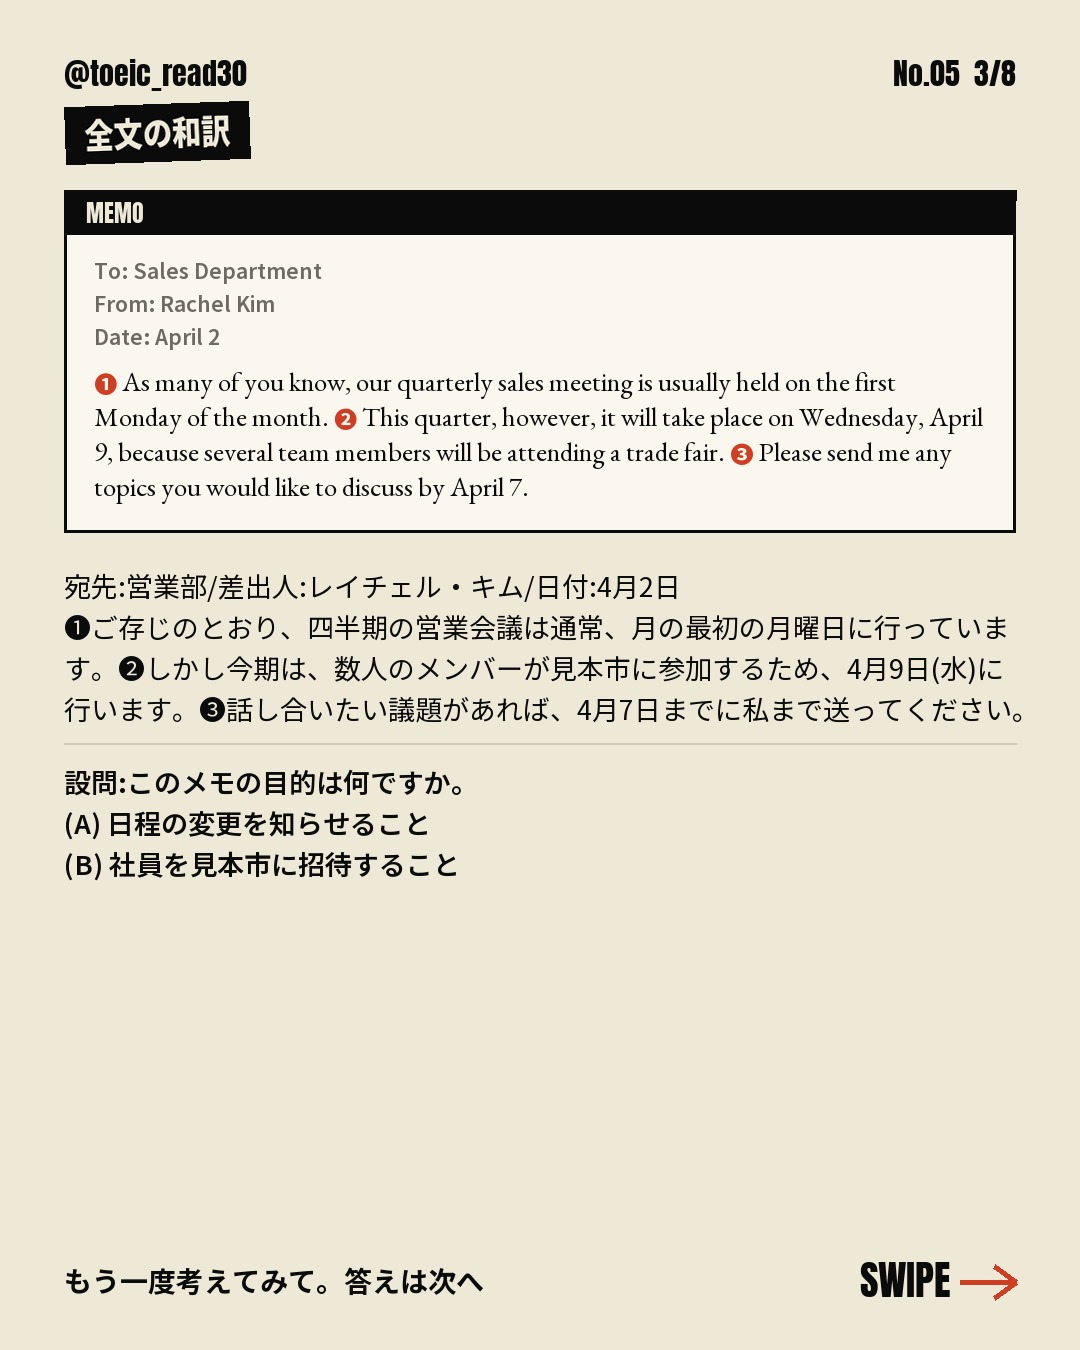 @toeic_read30
No.05 3/8
全文の和訳
MEMO
To: Sales Department
From: Rachel Kim
Date: April 2
❶ As many of you know, our quarterly sales meeting is usually held on the first
Monday of the month. ❷ This quarter, however, it will take place on Wednesday, April
9, because several team members will be attending a trade fair. ❸ Please send me any
topics you would like to discuss by April 7.
宛先:営業部/差出人:レイチェル・キム/日付:4月2日
❶ご存じのとおり、四半期の営業会議は通常、月の最初の月曜日に行っていま
す。❷しかし今期は、数人のメンバーが見本市に参加するため、4月9日(水)に
行います。❸話し合いたい議題があれば、4月7日までに私まで送ってください。
設問:このメモの目的は何ですか。
(A) 日程の変更を知らせること
(B) 社員を見本市に招待すること
もう一度考えてみて。答えは次へ
SWIPE